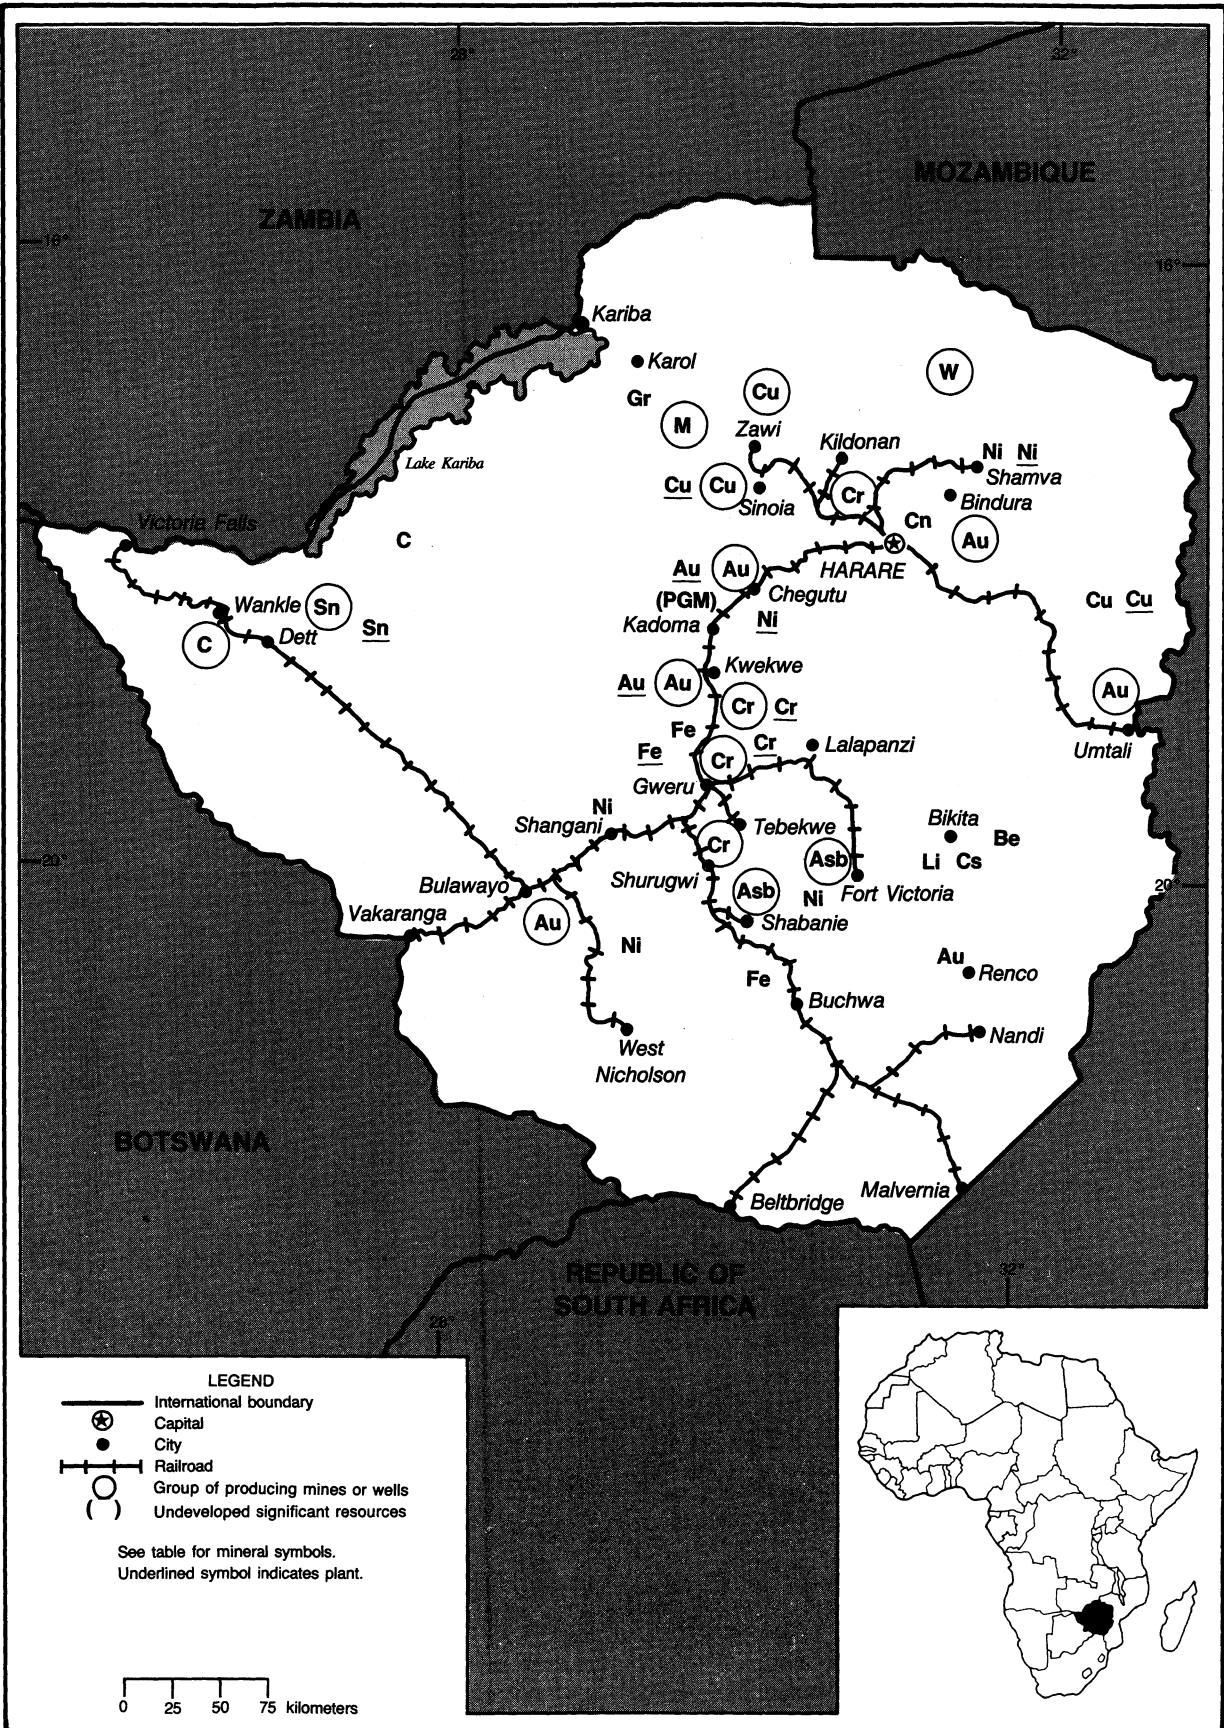 28°
32°
MOZAMBIQUE
ZAMBIA
16°
16°
Kariba
Karol
W
Cu
Gr
M
Zawi
Kildonan
Lake Kariba
Ni Ni
Shamva
Cu Cu
Sinoia
Cr
Bindura
Victoria Falls
Cn
C
Au
HARARE
Au Au
Chegutu
(PGM)
Wankie Sn
Cu Cu
Kadoma
Ni
Sn
Dett
C
Kwekwe
Au Au
Au
Cr Cr
Fe
Cr
Lalapanzi
Fe
Umtali
Cr
Gweru
Ni
Shangani
Tebekwe
Bikita
Be
Cr
20°
Asb
Li Cs
Shurugwi
20°
Bulawayo
Asb
Ni
Fort Victoria
Vakaranga
Au
Shabanie
Ni
Au
Renco
Fe
Buchwa
Nandi
West
Nicholson
BOTSWANA
Malvernia
Beltbridge
REPUBLIC OF
SOUTH AFRICA
32°
28°
LEGEND
International boundary
Capital
City
Railroad
Group of producing mines or wells
( ) Undeveloped significant resources
See table for mineral symbols.
Underlined symbol indicates plant.
0 25 50 75 kilometers